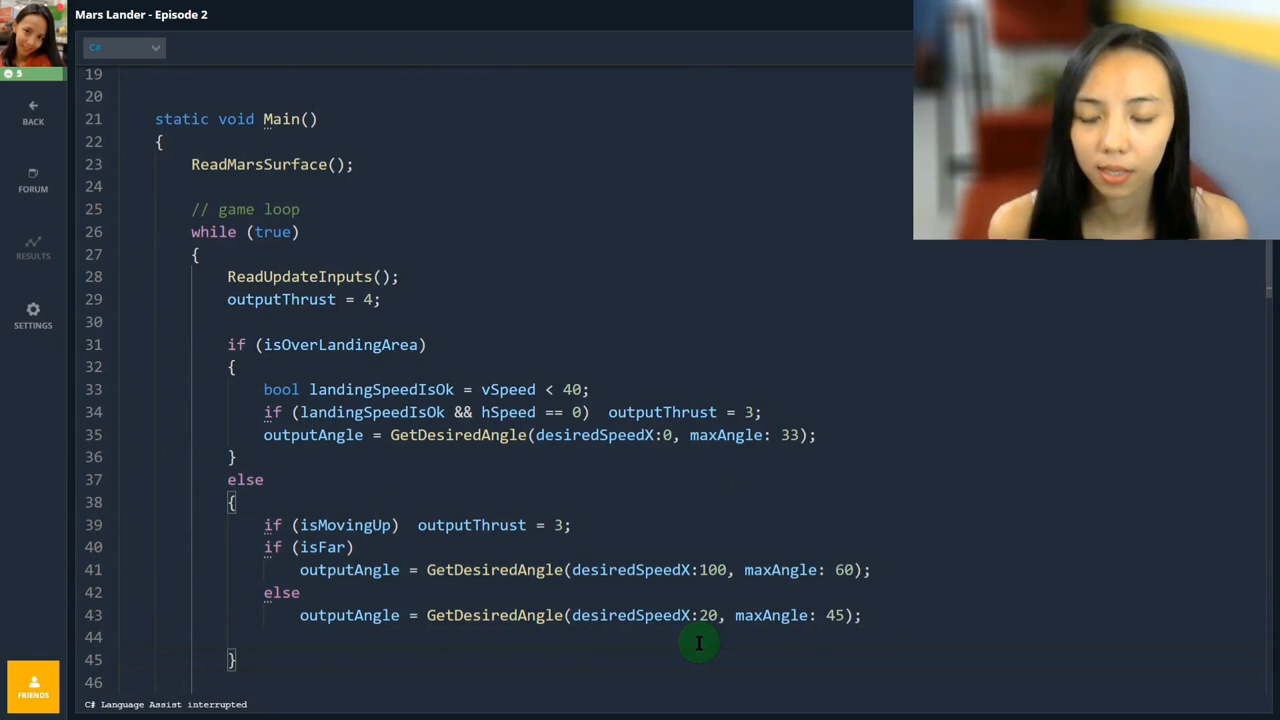 Mars Lander - Episode 2
5
C#
BACK
FORUM
RESULTS
SETTINGS
FRIENDS
19
20
21 static void Main()
22 {
23 ReadMarsSurface();
24
25 // game loop
26 while (true)
27 {
28 ReadUpdateInputs();
29 outputThrust = 4;
30
31 if (isOverLandingArea)
32 {
33 bool landingSpeedIsOk = vSpeed < 40;
34 if (landingSpeedIsOk && hSpeed == 0)  outputThrust = 3;
35 outputAngle = GetDesiredAngle(desiredSpeedX:0, maxAngle: 33);
36 }
37 else
38 {
39 if (isMovingUp)  outputThrust = 3;
40 if (isFar)
41 outputAngle = GetDesiredAngle(desiredSpeedX:100, maxAngle: 60);
42 else
43 outputAngle = GetDesiredAngle(desiredSpeedX:20, maxAngle: 45);
44
45 }
46
C# Language Assist interrupted